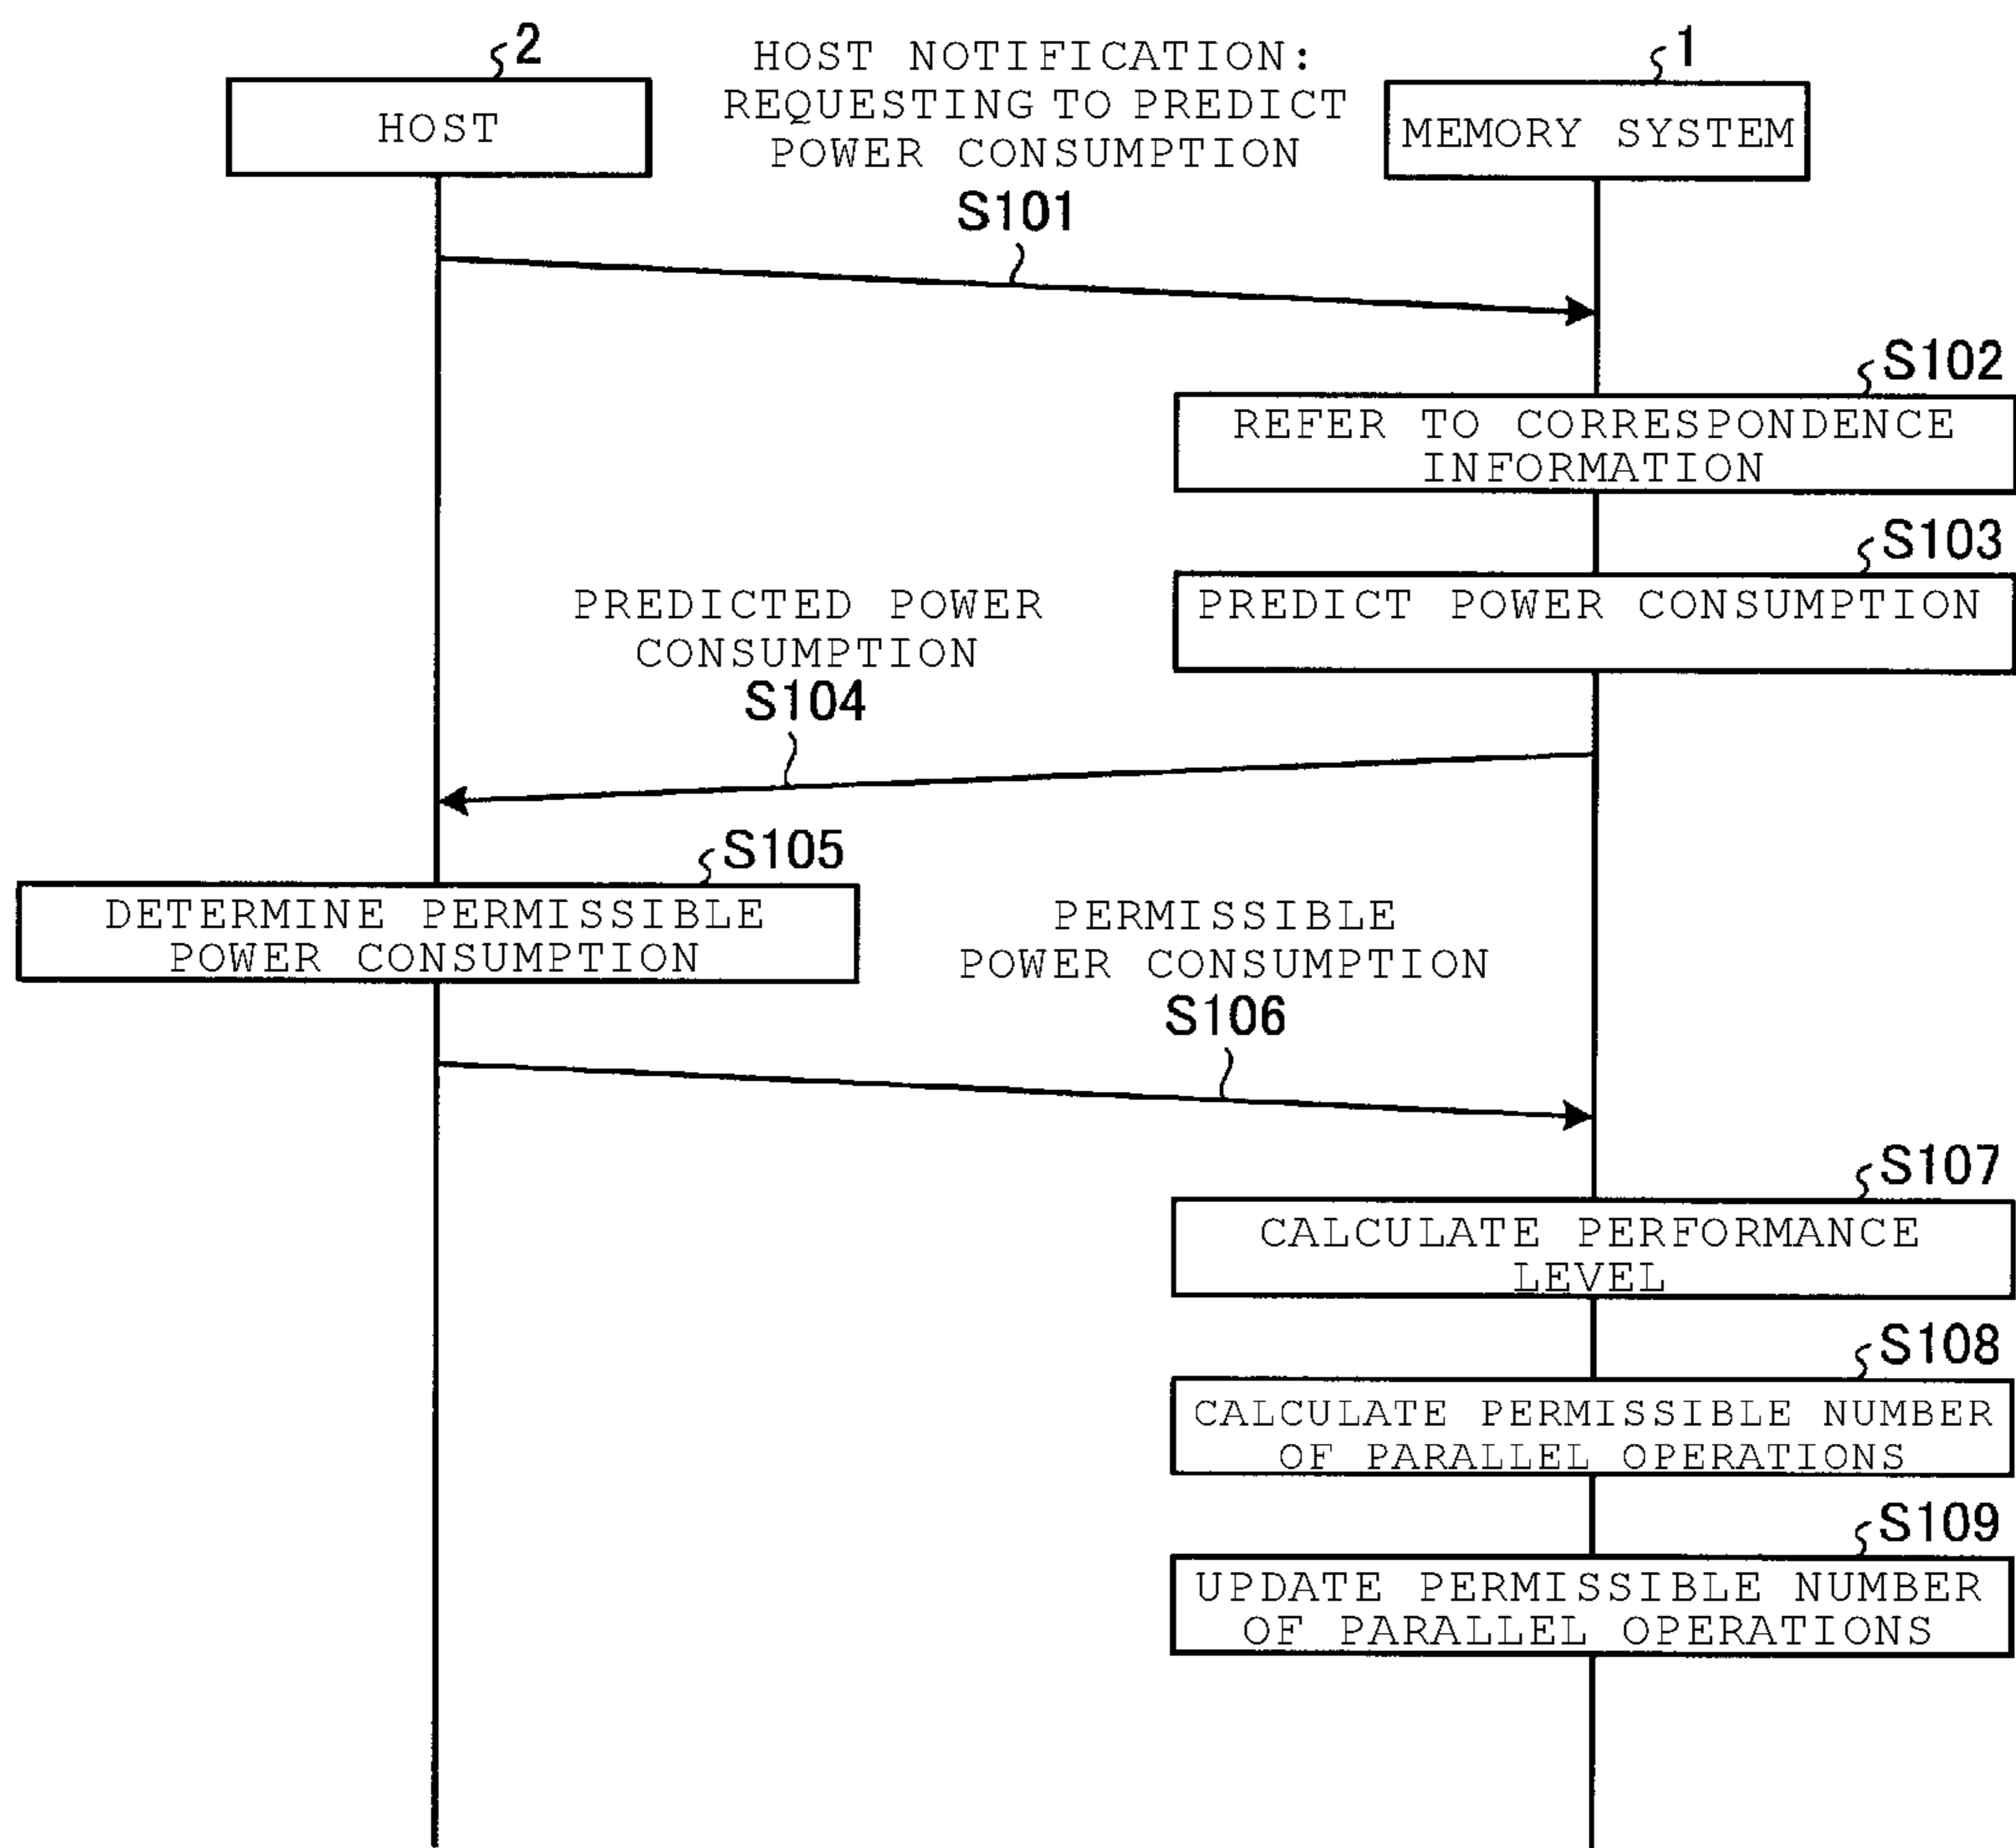 2
HOST
HOST NOTIFICATION:
REQUESTING TO PREDICT
POWER CONSUMPTION
S101
1
MEMORY SYSTEM
S102
REFER TO CORRESPONDENCE
INFORMATION
S103
PREDICT POWER CONSUMPTION
PREDICTED POWER
CONSUMPTION
S104
S105
DETERMINE PERMISSIBLE
POWER CONSUMPTION
PERMISSIBLE
POWER CONSUMPTION
S106
S107
CALCULATE PERFORMANCE
LEVEL
S108
CALCULATE PERMISSIBLE NUMBER
OF PARALLEL OPERATIONS
S109
UPDATE PERMISSIBLE NUMBER
OF PARALLEL OPERATIONS